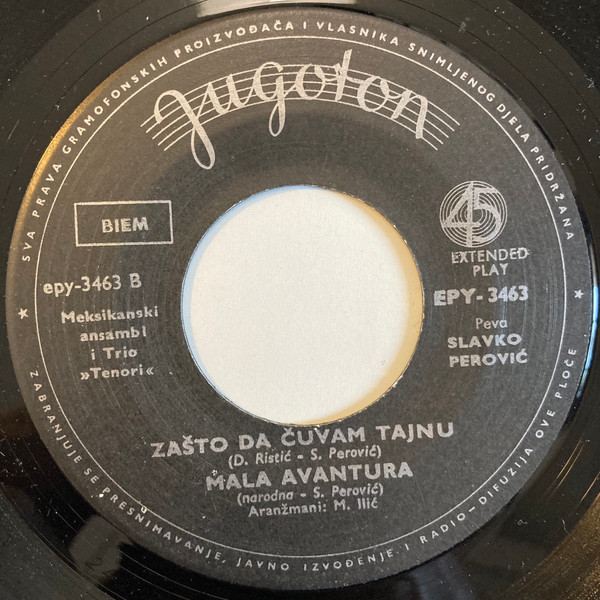 SVA PRAVA GRAMOFONSKIH PROIZVOĐAČA I VLASNIKA SNIMLJENOG DJELA PRIDRŽANA
Jugoton
BIEM
45
EXTENDED
PLAY
epy-3463 B
EPY-3463
Meksikanski
ansambl
i Trio
»Tenori«
Peva
SLAVKO
PEROVIĆ
ZAŠTO DA ČUVAM TAJNU
(D. Ristić - S. Perović)
MALA AVANTURA
(narodna - S. Perović)
Aranžmani: M. Ilić
ZABRANJUJE SE PRESNIMAVANJE, JAVNO IZVOĐENJE I RADIO-DIFUZIJA OVE PLOČE